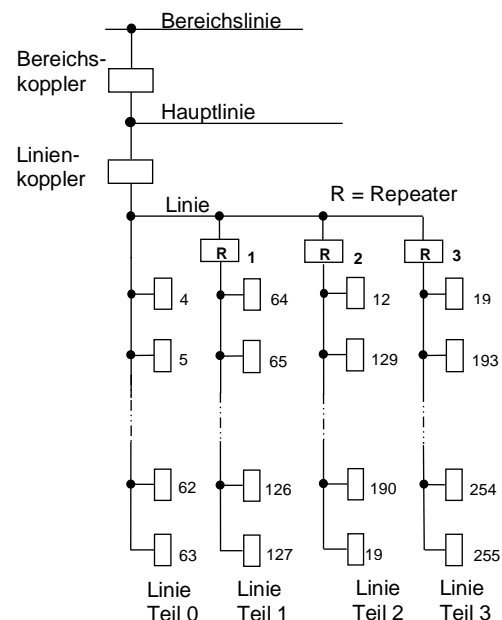 Bereichslinie
Bereichs-
koppler
Hauptlinie
Linien-
koppler
Linie
R = Repeater
R 1 R 2 R 3
4 64 12 19
5 65 129 193
62 126 190 254
63 127 19 255
Linie Linie Linie Linie
Teil 0 Teil 1 Teil 2 Teil 3